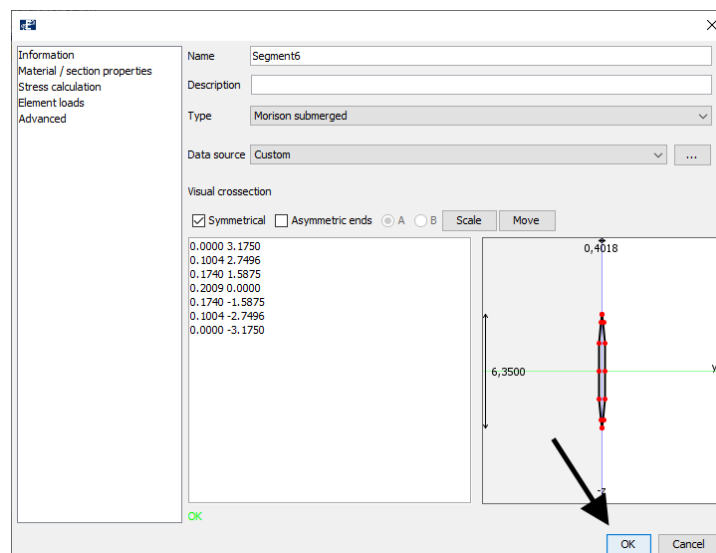 Information
Material / section properties
Stress calculation
Element loads
Advanced
Name Segment6
Description
Type Morison submerged
Data source Custom ...
Visual crossection
Symmetrical Asymmetric ends A B Scale Move
0.0000 3.1750
0.1004 2.7496
0.1740 1.5875
0.2009 0.0000
0.1740 -1.5875
0.1004 -2.7496
0.0000 -3.1750
0,4018
6,3500
y
-z
OK
OK Cancel